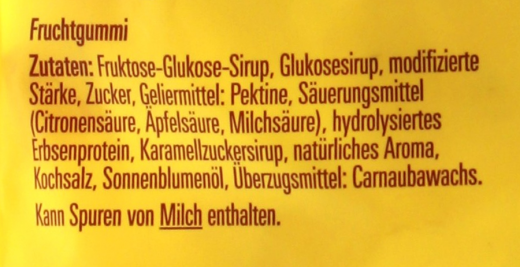 Fruchtgummi
Zutaten: Fruktose-Glukose-Sirup, Glukosesirup, modifizierte
Stärke, Zucker, Geliermittel: Pektine, Säuerungsmittel
(Citronensäure, Äpfelsäure, Milchsäure), hydrolysiertes
Erbsenprotein, Karamellzuckersirup, natürliches Aroma,
Kochsalz, Sonnenblumenöl, Überzugsmittel: Carnaubawachs.
Kann Spuren von Milch enthalten.